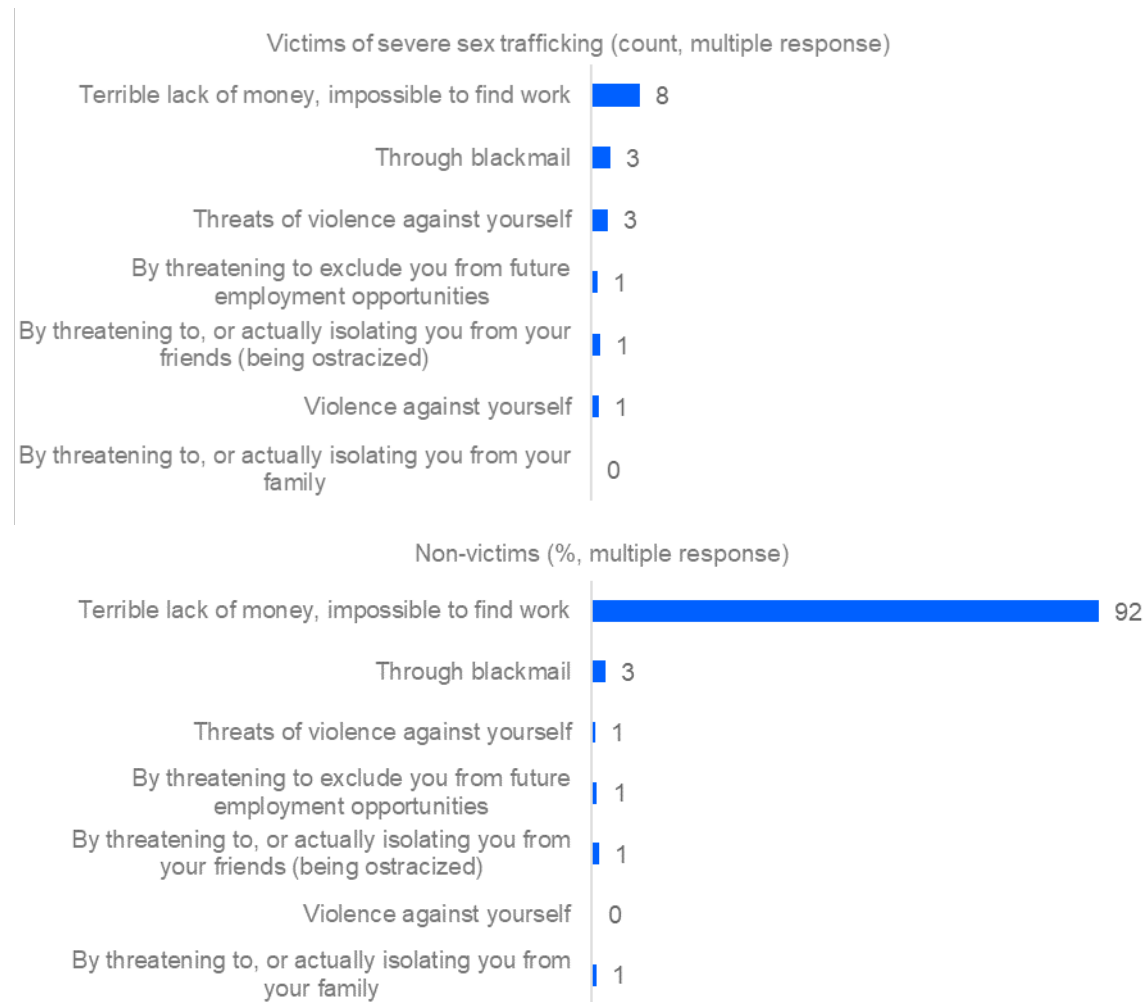 Victims of severe sex trafficking (count, multiple response)
Terrible lack of money, impossible to find work
8
Through blackmail
3
Threats of violence against yourself
3
By threatening to exclude you from future
employment opportunities
1
By threatening to, or actually isolating you from your
friends (being ostracized)
1
Violence against yourself
1
By threatening to, or actually isolating you from your
family
0
Non-victims (%, multiple response)
Terrible lack of money, impossible to find work
92
Through blackmail
3
Threats of violence against yourself
1
By threatening to exclude you from future
employment opportunities
1
By threatening to, or actually isolating you from
your friends (being ostracized)
1
Violence against yourself
0
By threatening to, or actually isolating you from
your family
1